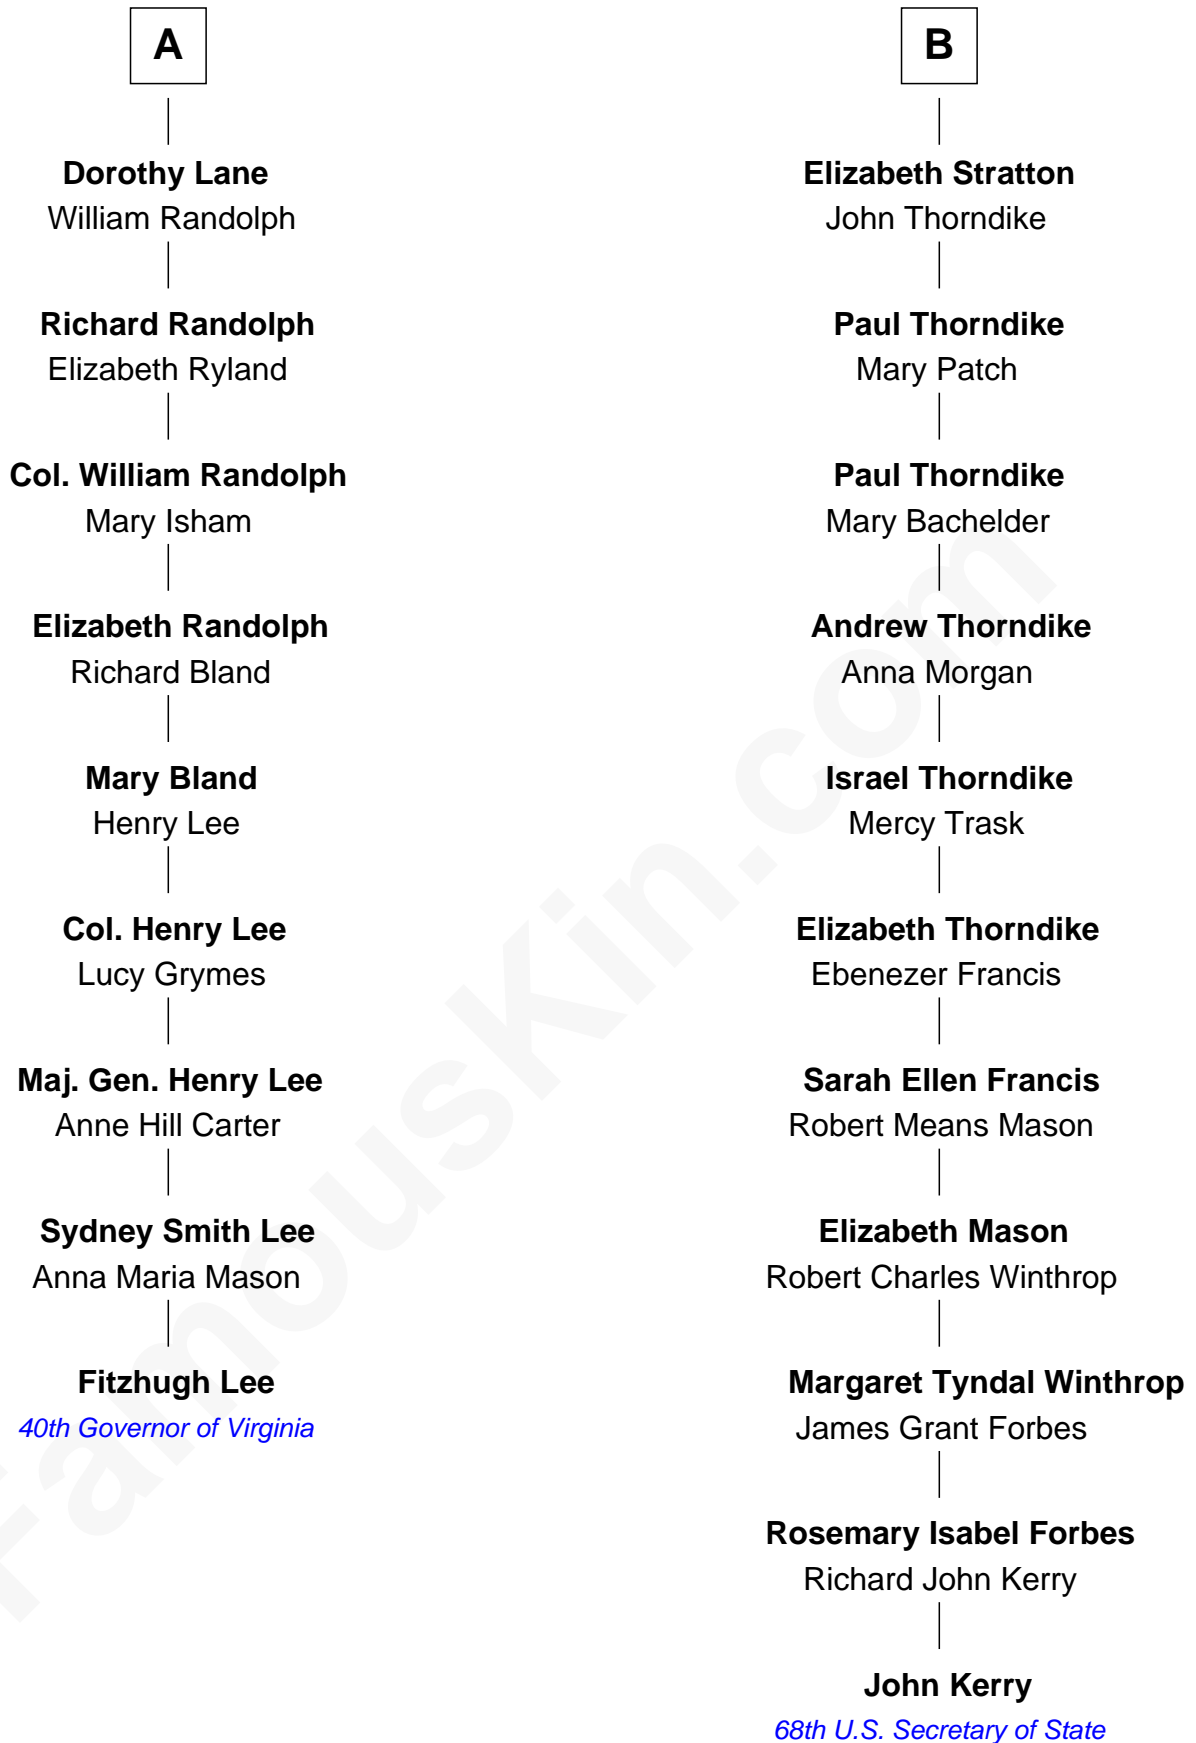 A
Dorothy Lane
William Randolph
Richard Randolph
Elizabeth Ryland
Col. William Randolph
Mary Isham
Elizabeth Randolph
Richard Bland
Mary Bland
Henry Lee
Col. Henry Lee
Lucy Grymes
Maj. Gen. Henry Lee
Anne Hill Carter
Sydney Smith Lee
Anna Maria Mason
Fitzhugh Lee
40th Governor of Virginia
B
Elizabeth Stratton
John Thorndike
Paul Thorndike
Mary Patch
Paul Thorndike
Mary Bachelder
Andrew Thorndike
Anna Morgan
Israel Thorndike
Mercy Trask
Elizabeth Thorndike
Ebenezer Francis
Sarah Ellen Francis
Robert Means Mason
Elizabeth Mason
Robert Charles Winthrop
Margaret Tyndal Winthrop
James Grant Forbes
Rosemary Isabel Forbes
Richard John Kerry
John Kerry
68th U.S. Secretary of State
FamousKin.com